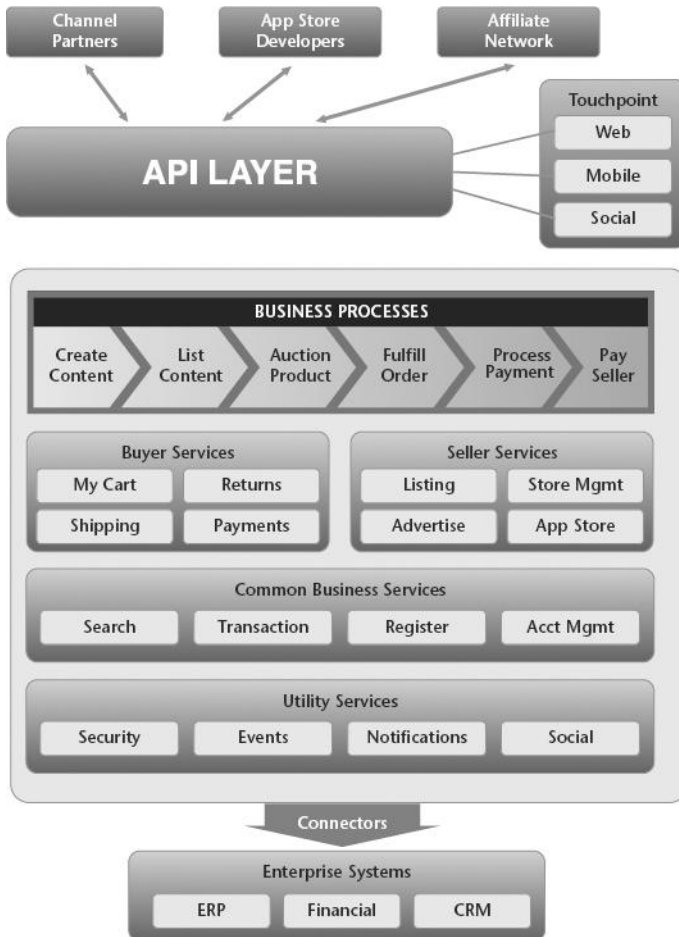 Channel
Partners
App Store
Developers
Affiliate
Network
API LAYER
Touchpoint
Web
Mobile
Social
BUSINESS PROCESSES
Create
Content
List
Content
Auction
Product
Fulfill
Order
Process
Payment
Pay
Seller
Buyer Services
My Cart
Returns
Shipping
Payments
Seller Services
Listing
Store Mgmt
Advertise
App Store
Common Business Services
Search
Transaction
Register
Acct Mgmt
Utility Services
Security
Events
Notifications
Social
Connectors
Enterprise Systems
ERP
Financial
CRM